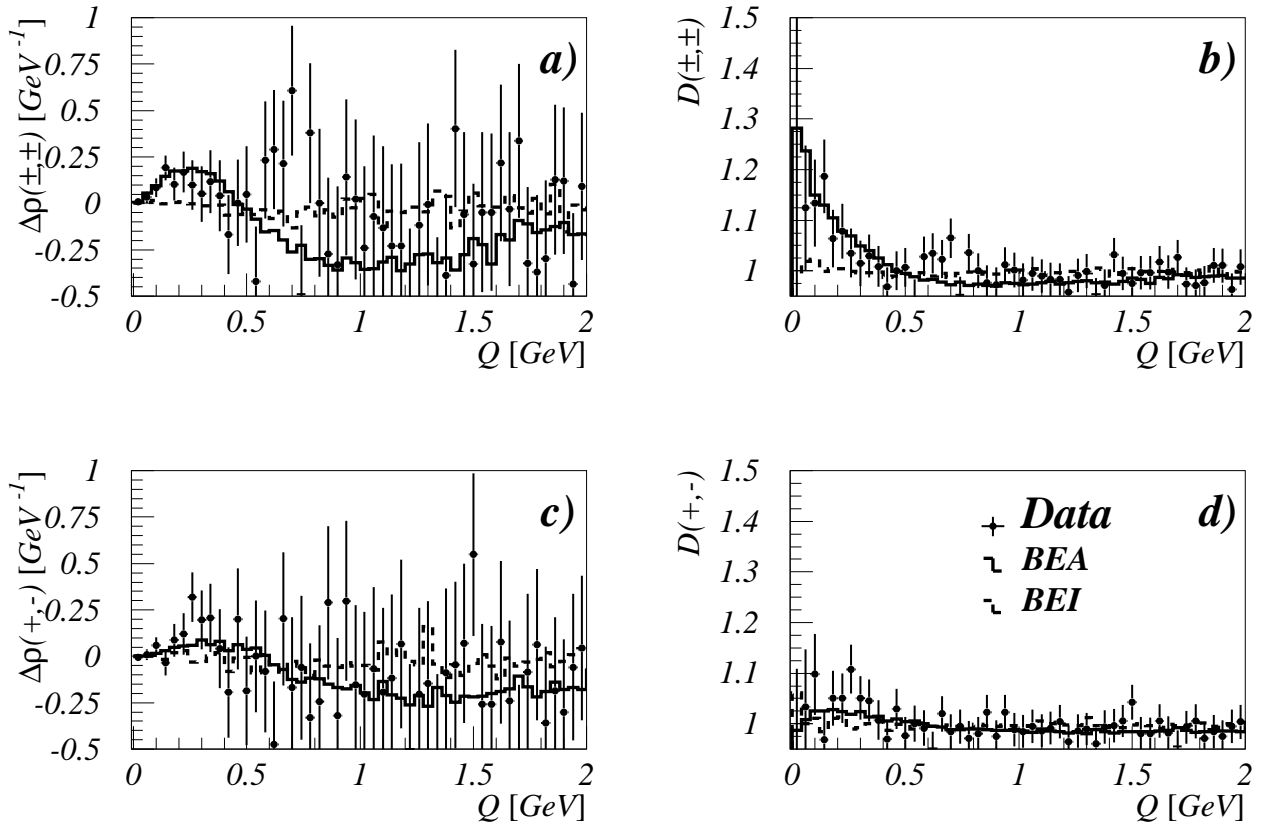 Δρ(±,±) [GeV⁻¹]
a)
1
0.75
0.5
0.25
0
-0.25
-0.5
0 0.5 1 1.5 2
Q [GeV]
D(±,±)
b)
1.5
1.4
1.3
1.2
1.1
1
0 0.5 1 1.5 2
Q [GeV]
Δρ(+,-) [GeV⁻¹]
c)
1
0.75
0.5
0.25
0
-0.25
-0.5
0 0.5 1 1.5 2
Q [GeV]
D(+,-)
d)
1.5
1.4
1.3
1.2
1.1
1
Data
BEA
BEI
0 0.5 1 1.5 2
Q [GeV]